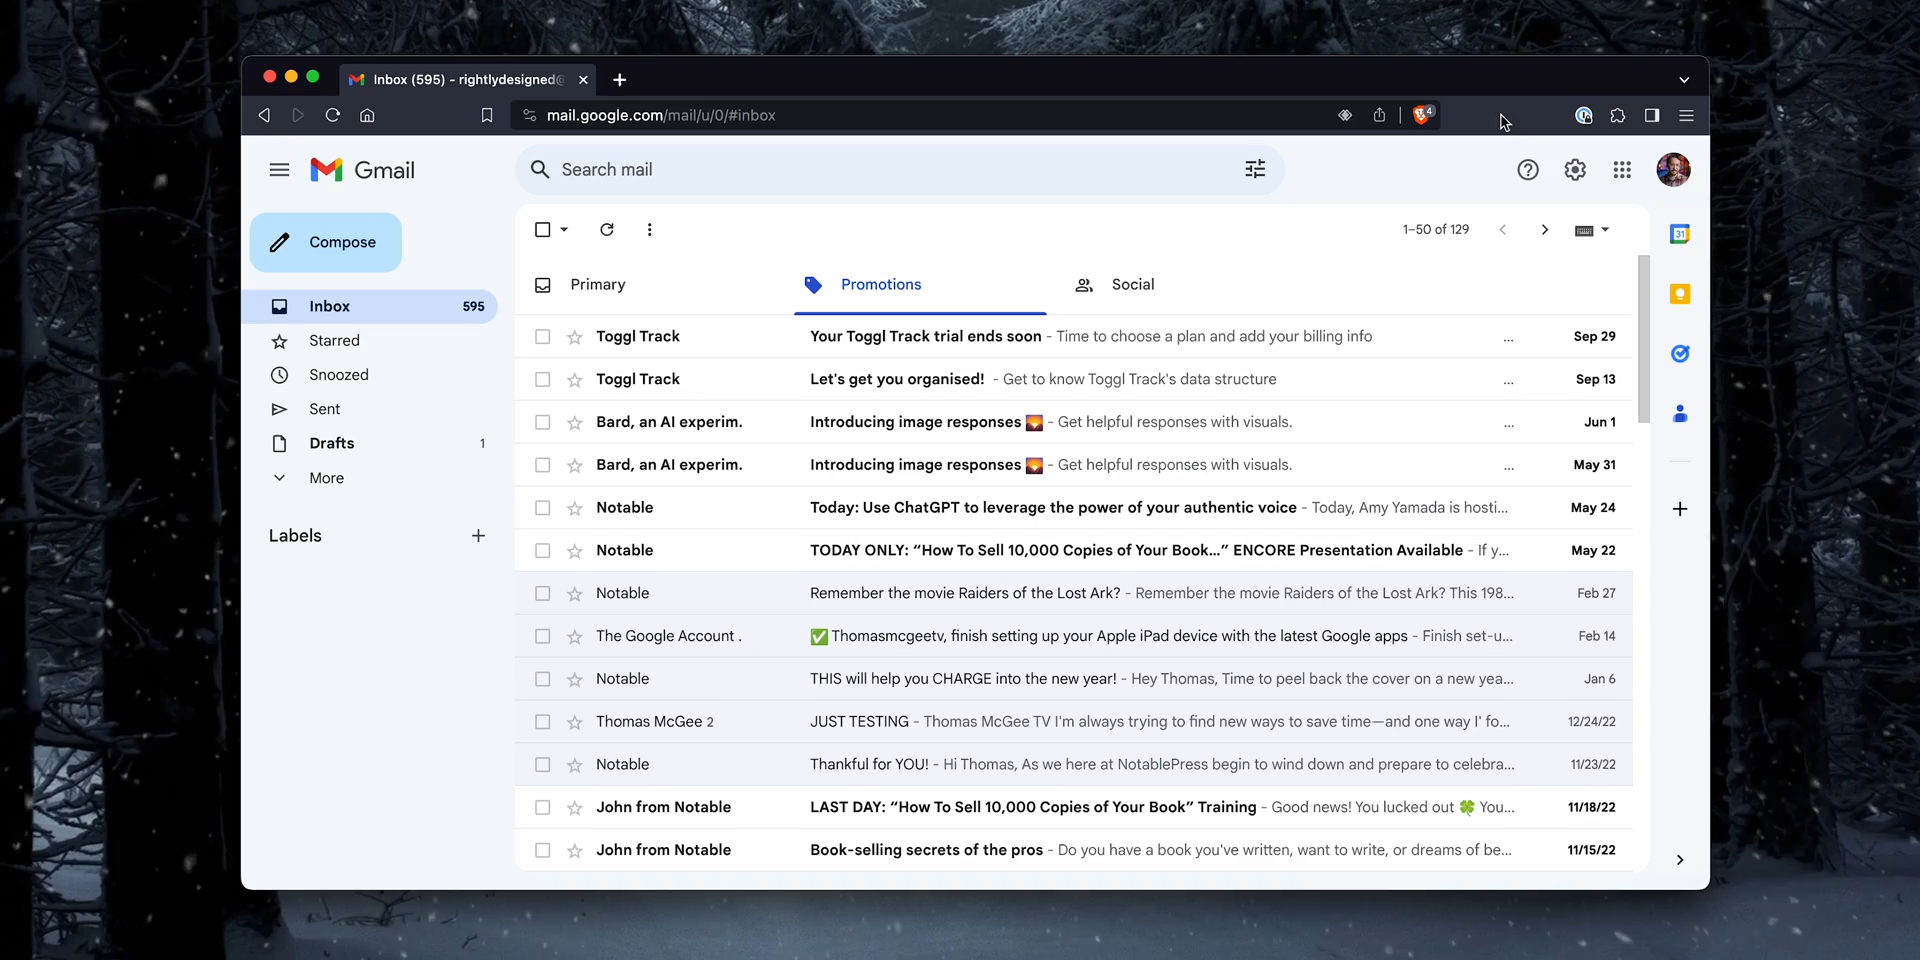 Inbox (595) - rightlydesigned@
mail.google.com/mail/u/0/#inbox
4
Gmail
Search mail
Compose
1–50 of 129
Inbox 595
Starred
Snoozed
Sent
Drafts 1
More
Labels
Primary
Promotions
Social
31
Toggl Track Your Toggl Track trial ends soon - Time to choose a plan and add your billing info ... Sep 29
Toggl Track Let's get you organised! - Get to know Toggl Track's data structure ... Sep 13
Bard, an AI experim. Introducing image responses 🌄 - Get helpful responses with visuals. ... Jun 1
Bard, an AI experim. Introducing image responses 🌄 - Get helpful responses with visuals. ... May 31
Notable Today: Use ChatGPT to leverage the power of your authentic voice - Today, Amy Yamada is hosti... May 24
Notable TODAY ONLY: “How To Sell 10,000 Copies of Your Book...” ENCORE Presentation Available - If y... May 22
Notable Remember the movie Raiders of the Lost Ark? - Remember the movie Raiders of the Lost Ark? This 198... Feb 27
The Google Account . ✅ Thomasmcgeetv, finish setting up your Apple iPad device with the latest Google apps - Finish set-u... Feb 14
Notable THIS will help you CHARGE into the new year! - Hey Thomas, Time to peel back the cover on a new yea... Jan 6
Thomas McGee 2 JUST TESTING - Thomas McGee TV I'm always trying to find new ways to save time—and one way I' fo... 12/24/22
Notable Thankful for YOU! - Hi Thomas, As we here at NotablePress begin to wind down and prepare to celebra... 11/23/22
John from Notable LAST DAY: “How To Sell 10,000 Copies of Your Book” Training - Good news! You lucked out 🍀 You... 11/18/22
John from Notable Book-selling secrets of the pros - Do you have a book you've written, want to write, or dreams of be... 11/15/22